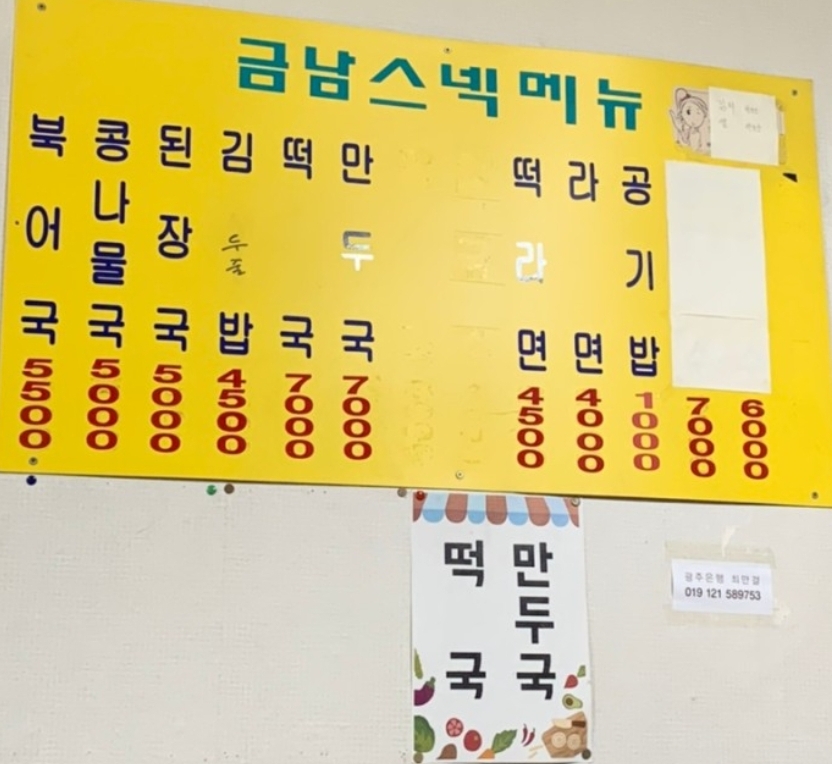 금남스넥메뉴
북어국 5500
콩나물국 5000
된장국 5000
김밥 4500
떡국 7000
만두국 7000
떡라면 4500
라면 4000
공기밥 1000
7000
6000
떡국
만두국
광주은행
019 121 589753